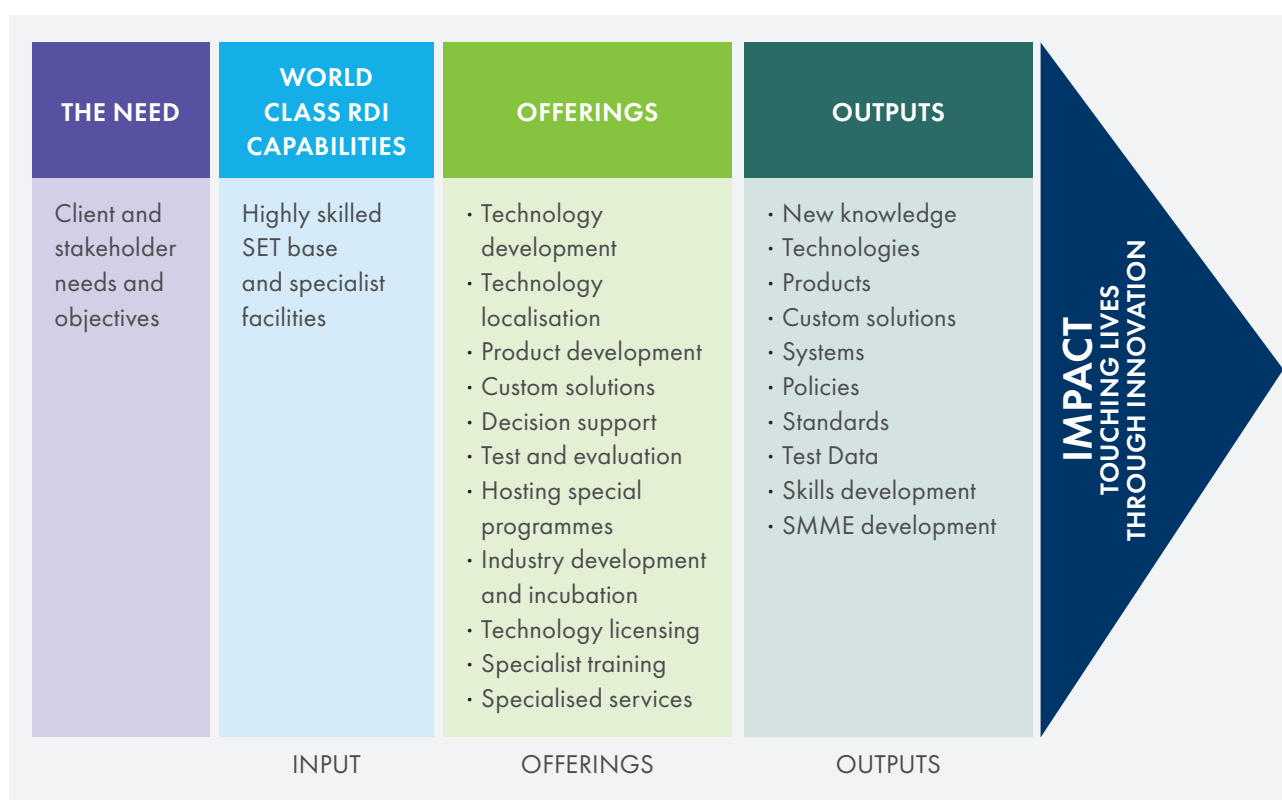 THE NEED
Client and
stakeholder
needs and
objectives
WORLD
CLASS RDI
CAPABILITIES
Highly skilled
SET base
and specialist
facilities
INPUT
OFFERINGS
· Technology
development
· Technology
localisation
· Product development
· Custom solutions
· Decision support
· Test and evaluation
· Hosting special
programmes
· Industry development
and incubation
· Technology licensing
· Specialist training
· Specialised services
OFFERINGS
OUTPUTS
· New knowledge
· Technologies
· Products
· Custom solutions
· Systems
· Policies
· Standards
· Test Data
· Skills development
· SMME development
OUTPUTS
IMPACT
TOUCHING LIVES
THROUGH INNOVATION